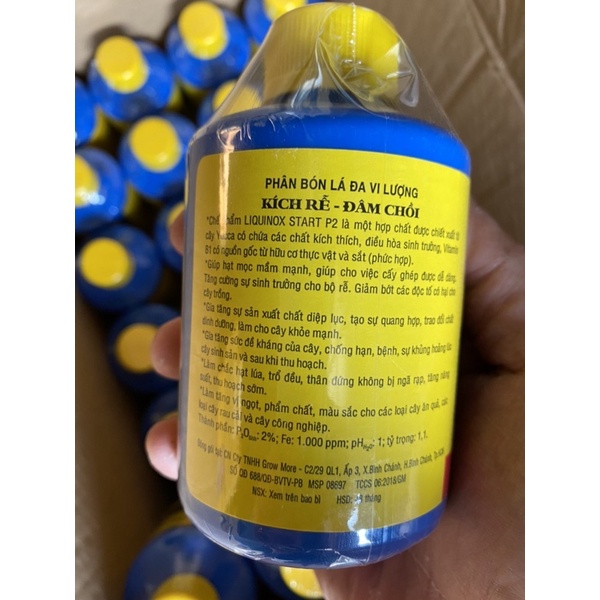 PHÂN BÓN LÁ ĐA VI LƯỢNG
KÍCH RỄ - ĐÂM CHỒI
*Chế phẩm LIQUINOX START P2 là một hợp chất được chiết xuất từ
cây Yucca có chứa các chất kích thích, điều hòa sinh trưởng, Vitamin
B1 có nguồn gốc từ hữu cơ thực vật và sắt (phức hợp).
*Giúp hạt mọc mầm mạnh, giúp cho việc cấy ghép được dễ dàng.
Tăng cường sự sinh trưởng cho bộ rễ. Giảm bớt các độc tố có hại cho
cây trồng.
*Gia tăng sự sản xuất chất diệp lục, tạo sự quang hợp, trao đổi chất
dinh dưỡng, làm cho cây khỏe mạnh.
*Gia tăng sức đề kháng của cây, chống hạn, bệnh, sự khủng hoảng lúc
cây sinh sản và sau khi thu hoạch.
*Làm chắc hạt lúa, trổ đều, thân đứng không bị ngã rạp, tăng năng
suất, thu hoạch sớm.
*Làm tăng vị ngọt, phẩm chất, màu sắc cho các loại cây ăn quả, các
loại cây rau cải và cây công nghiệp.
Thành phần: P₂O₅ₕₕ: 2%; Fe: 1.000 ppm; pH_H₂O: 1; tỷ trọng: 1,1.
Đóng gói tại: CN Cty TNHH Grow More - C2/29 QL1, Ấp 3, X.Bình Chánh, H.Bình Chánh, Tp.HCM
SỐ QĐ 688/QĐ-BVTV-PB MSP 08697 TCCS 06:2018/GM
NSX: Xem trên bao bì HSD: tháng